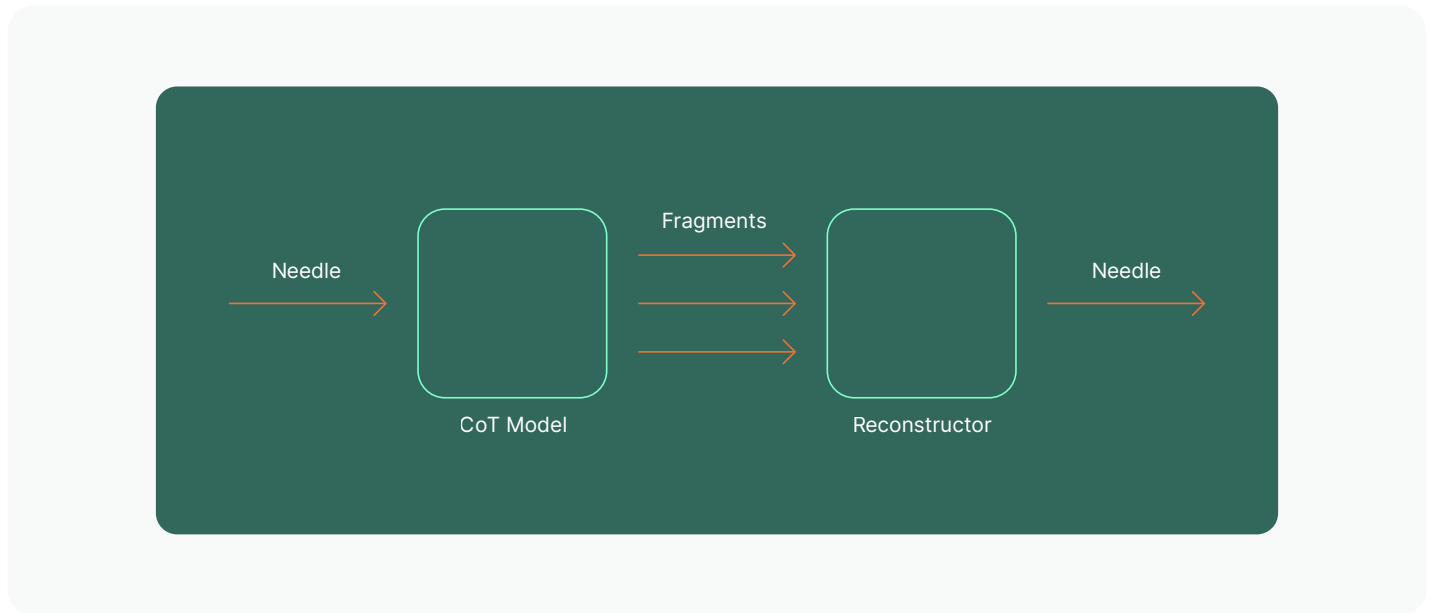 Needle
Fragments
Needle
CoT Model
Reconstructor